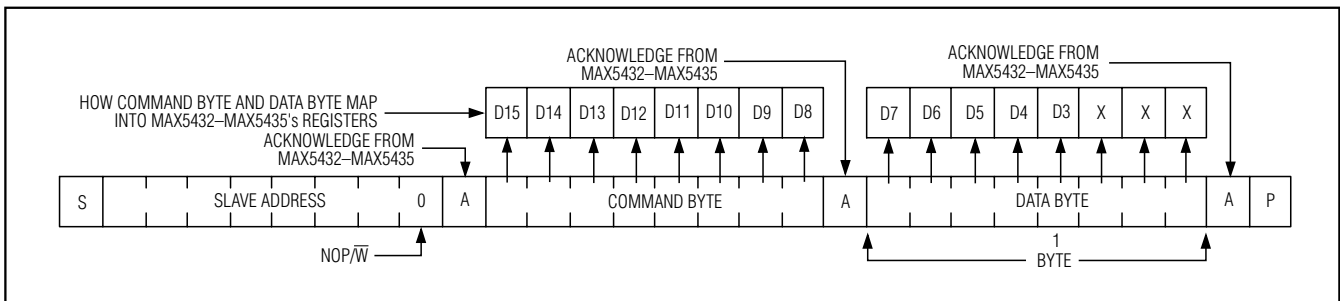 ACKNOWLEDGE FROM
MAX5432–MAX5435
ACKNOWLEDGE FROM
MAX5432–MAX5435
HOW COMMAND BYTE AND DATA BYTE MAP
INTO MAX5432–MAX5435's REGISTERS
D15 D14 D13 D12 D11 D10 D9 D8
D7 D6 D5 D4 D3 X X X
ACKNOWLEDGE FROM
MAX5432–MAX5435
S SLAVE ADDRESS 0 A COMMAND BYTE A DATA BYTE A P
NOP/W̅
1
BYTE